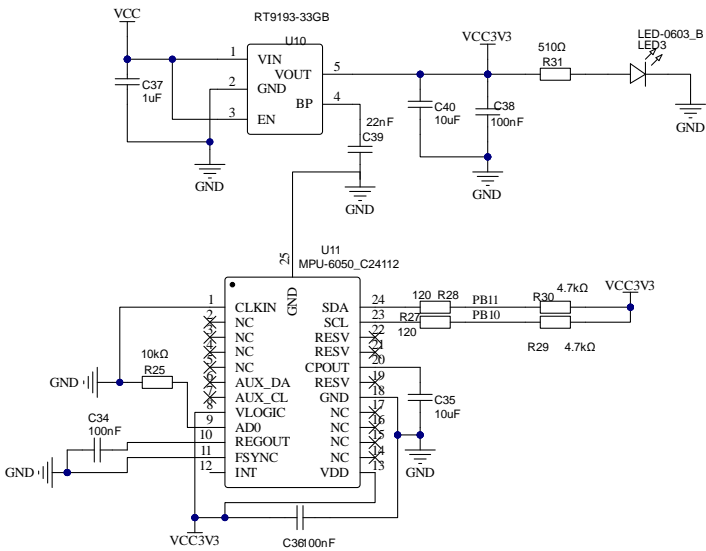 RT9193-33GB
VCC
U10
VCC3V3
LED-0603_B
LED3
510Ω
R31
1
VIN
VOUT
5
2
GND
BP
4
3
EN
C37
1uF
C40
10uF
C38
100nF
22nF
C39
GND
GND
GND
GND
25
U11
MPU-6050_C24112
GND
1
CLKIN
SDA
24
120
R28
PB11
R30
4.7kΩ
VCC3V3
2
NC
SCL
23
R27
120
PB10
R29
4.7kΩ
3
NC
RESV
22
4
NC
RESV
21
5
NC
CPOUT
20
6
AUX_DA
RESV
19
7
AUX_CL
GND
18
8
VLOGIC
NC
17
9
AD0
NC
16
10
REGOUT
NC
15
11
FSYNC
NC
14
12
INT
VDD
13
10kΩ
R25
GND
C34
100nF
GND
C35
10uF
GND
VCC3V3
C36
100nF